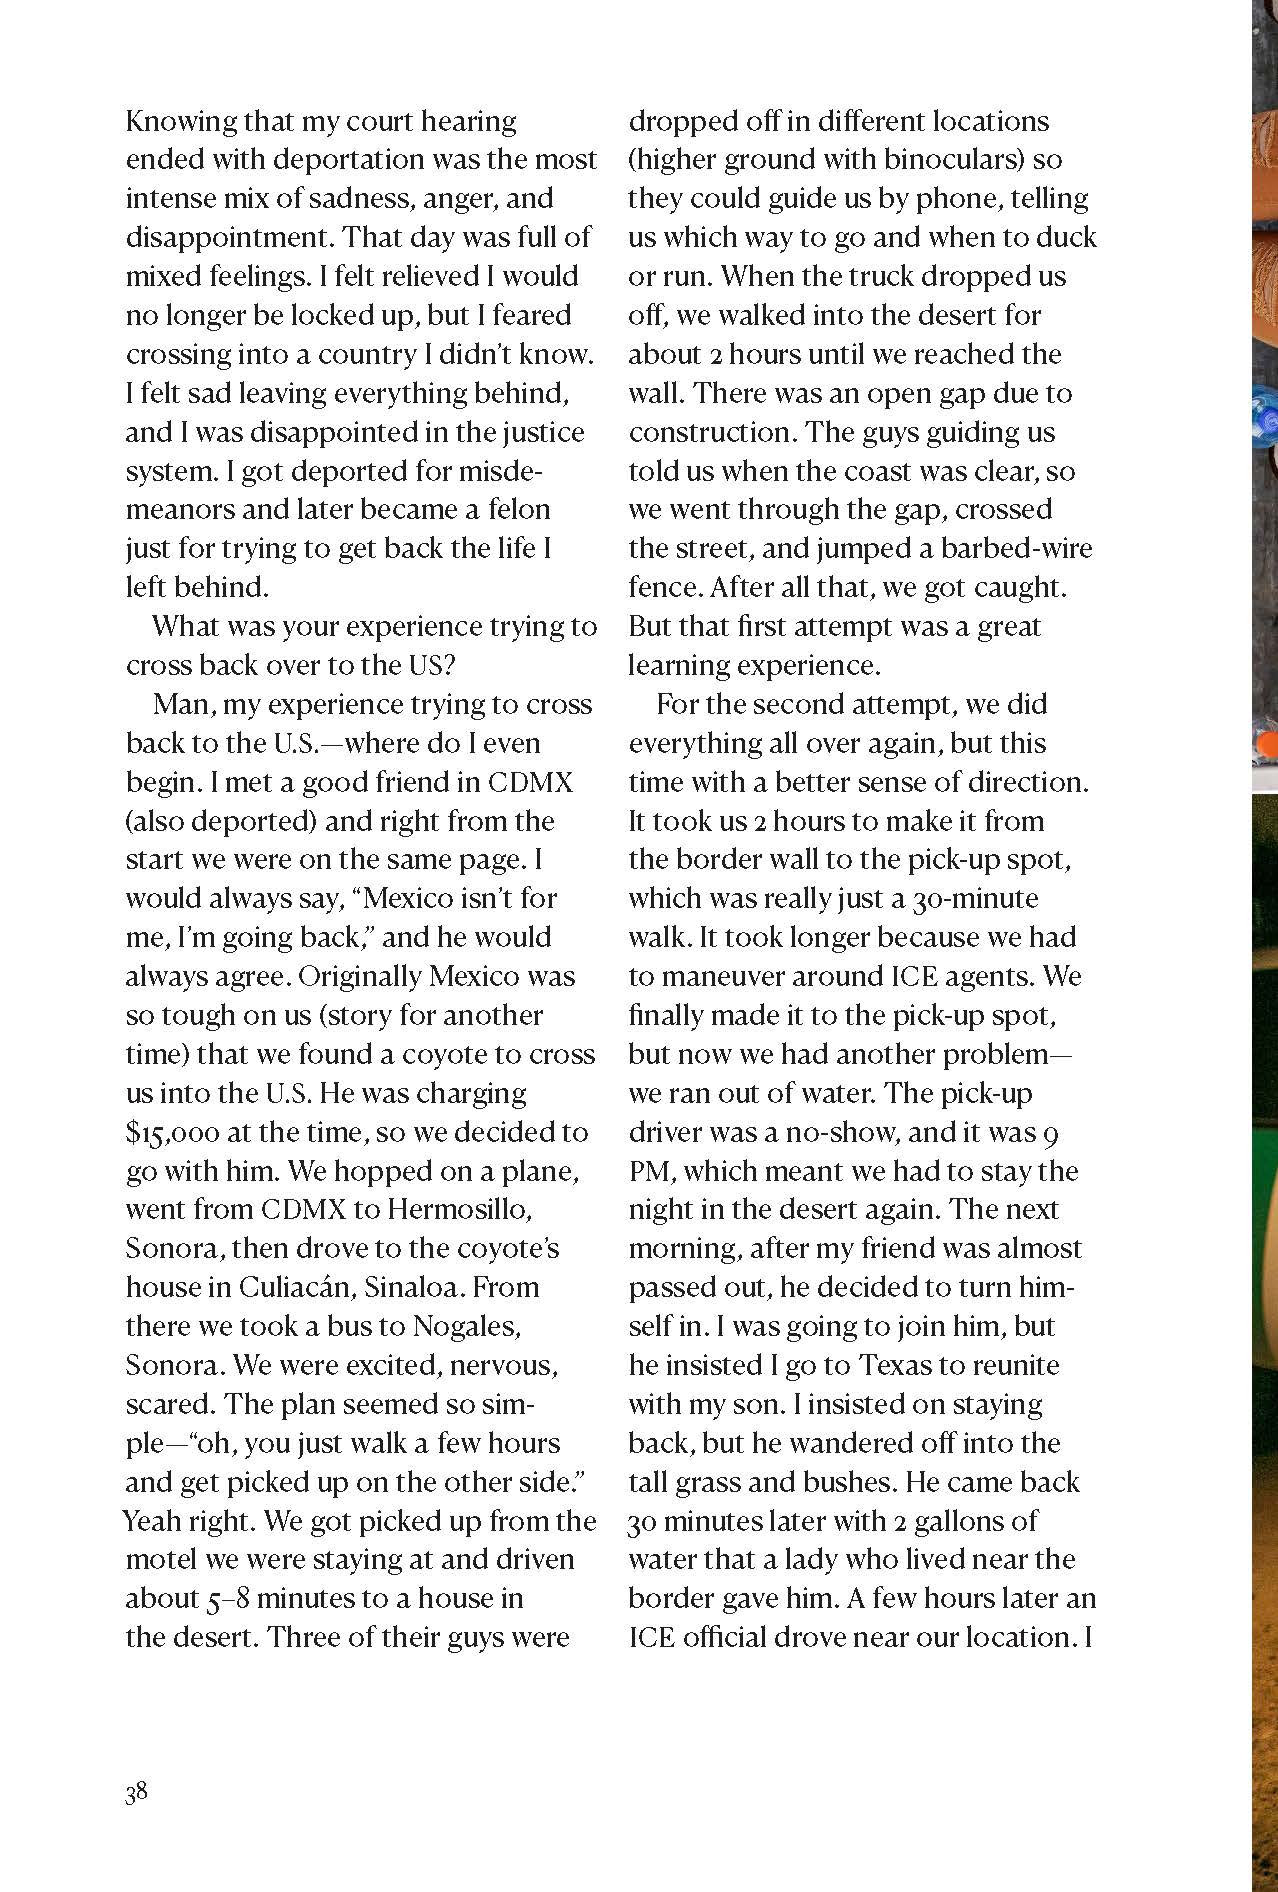 Knowing that my court hearing
ended with deportation was the most
intense mix of sadness, anger, and
disappointment. That day was full of
mixed feelings. I felt relieved I would
no longer be locked up, but I feared
crossing into a country I didn’t know.
I felt sad leaving everything behind,
and I was disappointed in the justice
system. I got deported for misde-
meanors and later became a felon
just for trying to get back the life I
left behind.
What was your experience trying to
cross back over to the US?
Man, my experience trying to cross
back to the U.S.—where do I even
begin. I met a good friend in CDMX
(also deported) and right from the
start we were on the same page. I
would always say, “Mexico isn’t for
me, I’m going back,” and he would
always agree. Originally Mexico was
so tough on us (story for another
time) that we found a coyote to cross
us into the U.S. He was charging
$15,000 at the time, so we decided to
go with him. We hopped on a plane,
went from CDMX to Hermosillo,
Sonora, then drove to the coyote’s
house in Culiacán, Sinaloa. From
there we took a bus to Nogales,
Sonora. We were excited, nervous,
scared. The plan seemed so sim-
ple—“oh, you just walk a few hours
and get picked up on the other side.”
Yeah right. We got picked up from the
motel we were staying at and driven
about 5–8 minutes to a house in
the desert. Three of their guys were
dropped off in different locations
(higher ground with binoculars) so
they could guide us by phone, telling
us which way to go and when to duck
or run. When the truck dropped us
off, we walked into the desert for
about 2 hours until we reached the
wall. There was an open gap due to
construction. The guys guiding us
told us when the coast was clear, so
we went through the gap, crossed
the street, and jumped a barbed-wire
fence. After all that, we got caught.
But that first attempt was a great
learning experience.
For the second attempt, we did
everything all over again, but this
time with a better sense of direction.
It took us 2 hours to make it from
the border wall to the pick-up spot,
which was really just a 30-minute
walk. It took longer because we had
to maneuver around ICE agents. We
finally made it to the pick-up spot,
but now we had another problem—
we ran out of water. The pick-up
driver was a no-show, and it was 9
PM, which meant we had to stay the
night in the desert again. The next
morning, after my friend was almost
passed out, he decided to turn him-
self in. I was going to join him, but
he insisted I go to Texas to reunite
with my son. I insisted on staying
back, but he wandered off into the
tall grass and bushes. He came back
30 minutes later with 2 gallons of
water that a lady who lived near the
border gave him. A few hours later an
ICE official drove near our location. I
38